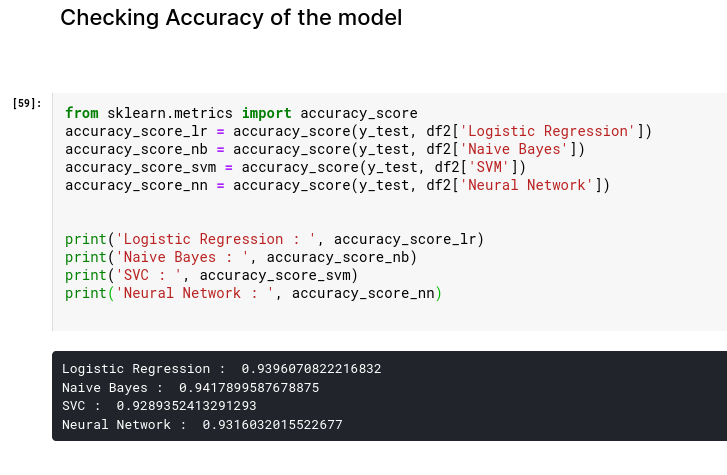 Checking Accuracy of the model
[59]:
from sklearn.metrics import accuracy_score
accuracy_score_lr = accuracy_score(y_test, df2['Logistic Regression'])
accuracy_score_nb = accuracy_score(y_test, df2['Naive Bayes'])
accuracy_score_svm = accuracy_score(y_test, df2['SVM'])
accuracy_score_nn = accuracy_score(y_test, df2['Neural Network'])
print('Logistic Regression : ', accuracy_score_lr)
print('Naive Bayes : ', accuracy_score_nb)
print('SVC : ', accuracy_score_svm)
print('Neural Network : ', accuracy_score_nn)
Logistic Regression :  0.9396070822216832
Naive Bayes :  0.9417899587678875
SVC :  0.9289352413291293
Neural Network :  0.9316032015522677